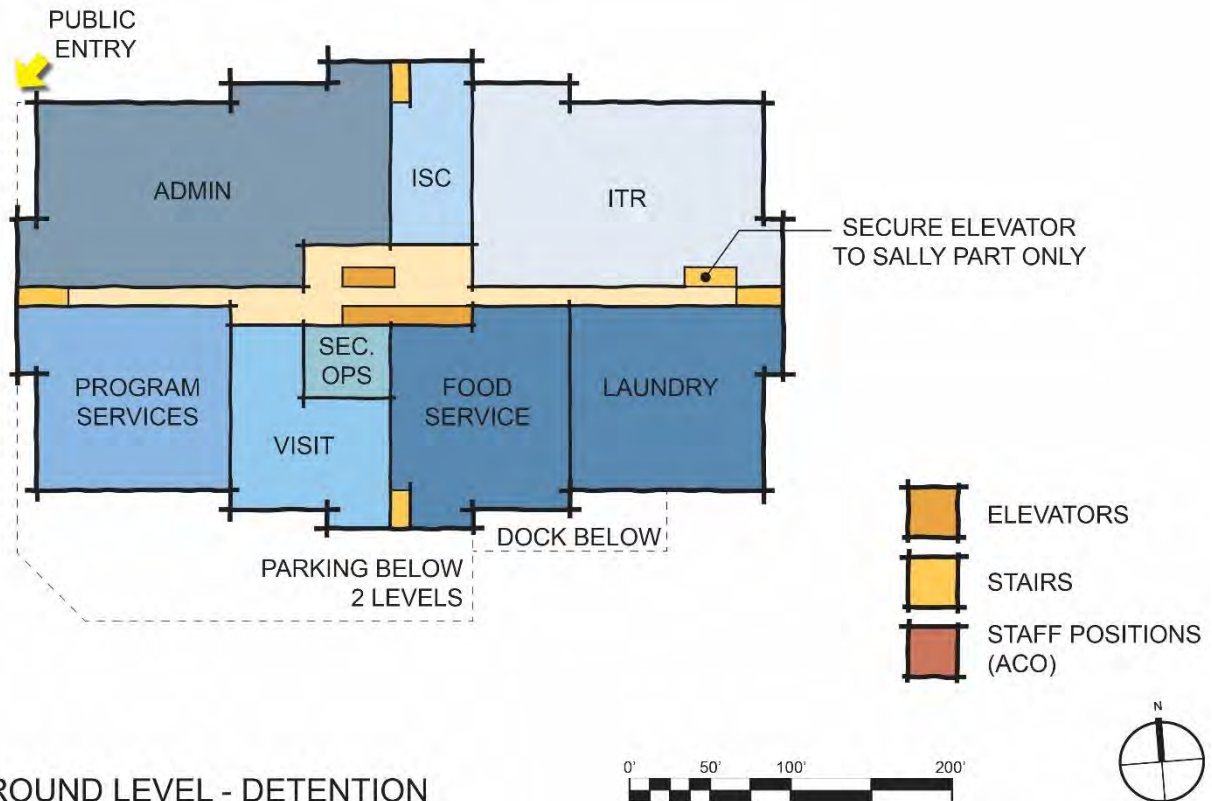 PUBLIC
ENTRY
ADMIN
ISC
ITR
SECURE ELEVATOR
TO SALLY PART ONLY
SEC.
OPS
PROGRAM
SERVICES
FOOD
SERVICE
LAUNDRY
VISIT
DOCK BELOW
PARKING BELOW
2 LEVELS
ELEVATORS
STAIRS
STAFF POSITIONS
(ACO)
N
0' 50' 100' 200'
ROUND LEVEL - DETENTION